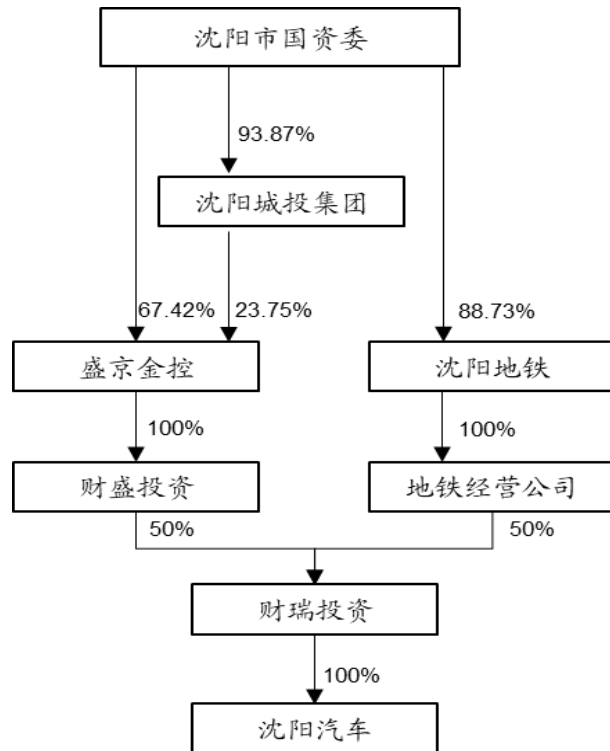 沈阳市国资委
93.87%
沈阳城投集团
67.42%
23.75%
88.73%
盛京金控
沈阳地铁
100%
100%
财盛投资
地铁经营公司
50%
50%
财瑞投资
100%
沈阳汽车